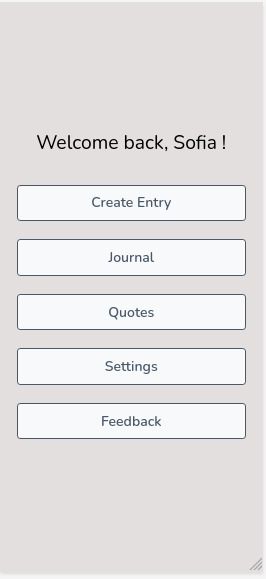 Welcome back, Sofia !
Create Entry
Journal
Quotes
Settings
Feedback